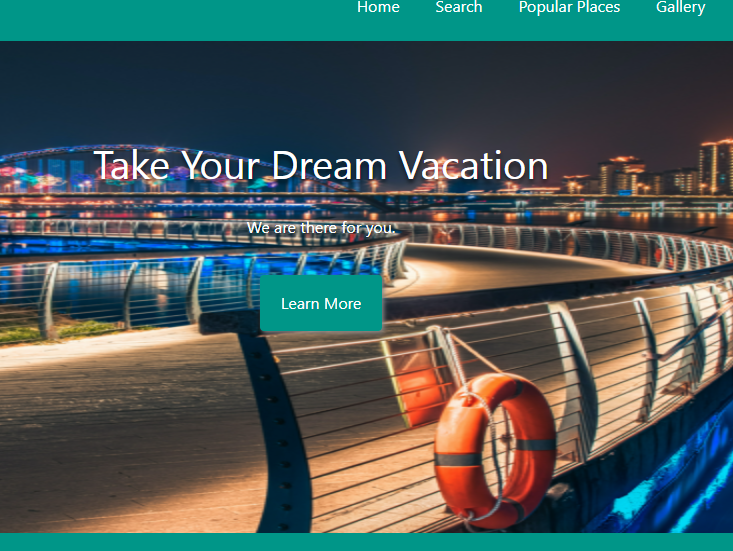 Home Search Popular Places Gallery
Take Your Dream Vacation
We are there for you.
Learn More